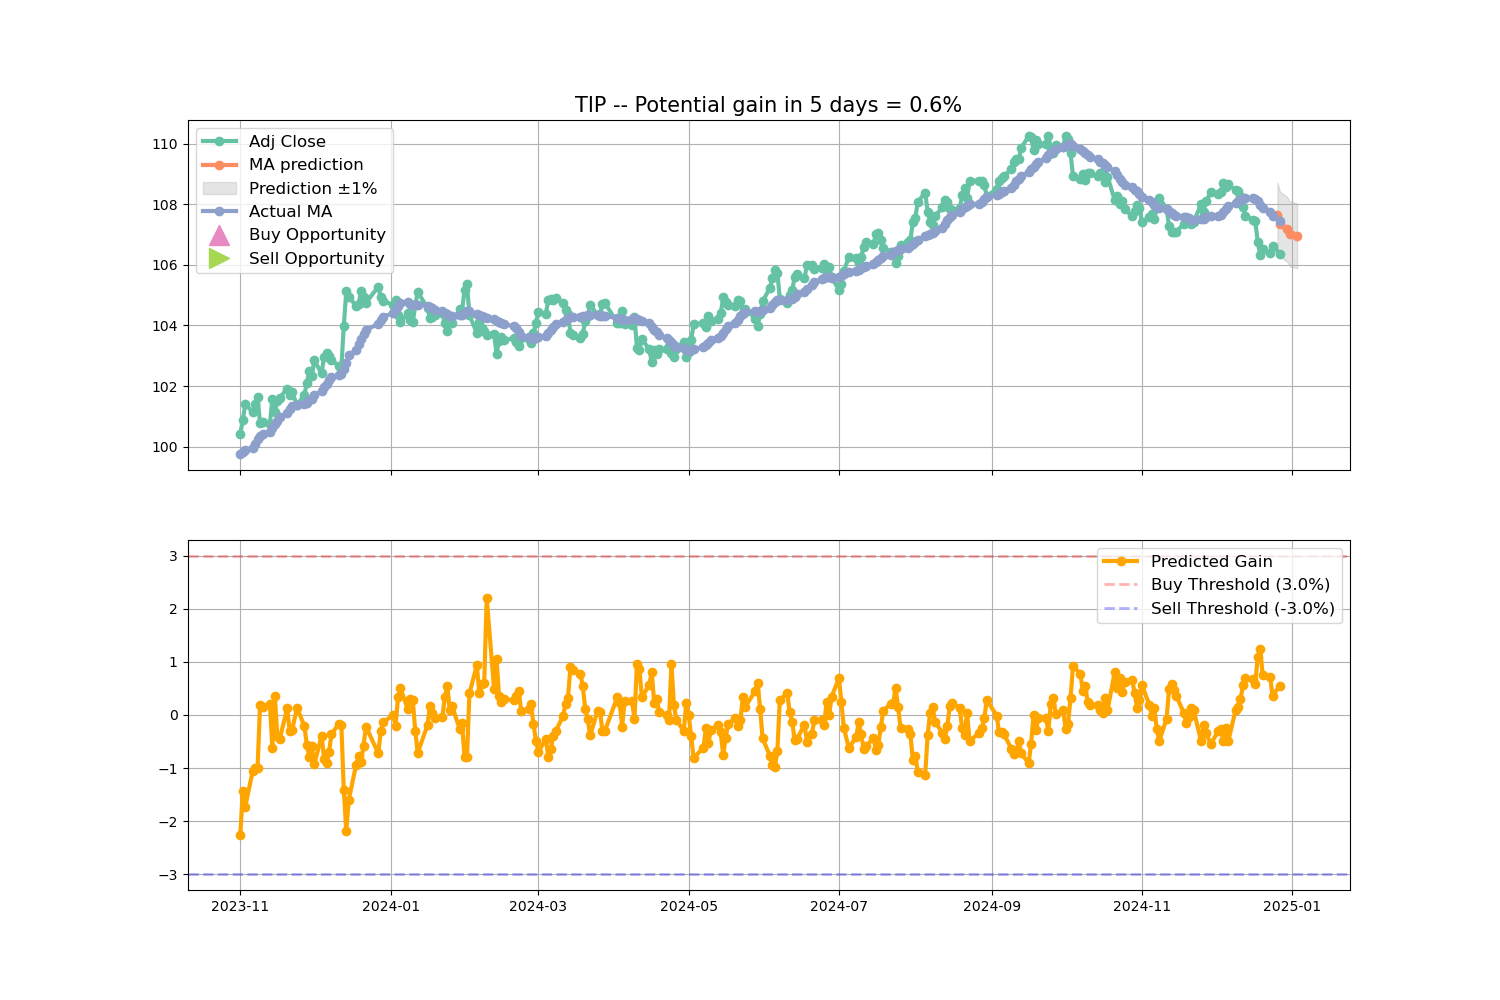 TIP -- Potential gain in 5 days = 0.6%
110
108
106
104
102
100
Adj Close
MA prediction
Prediction ±1%
Actual MA
Buy Opportunity
Sell Opportunity
3
2
1
0
−1
−2
−3
Predicted Gain
Buy Threshold (3.0%)
Sell Threshold (-3.0%)
2023-11
2024-01
2024-03
2024-05
2024-07
2024-09
2024-11
2025-01